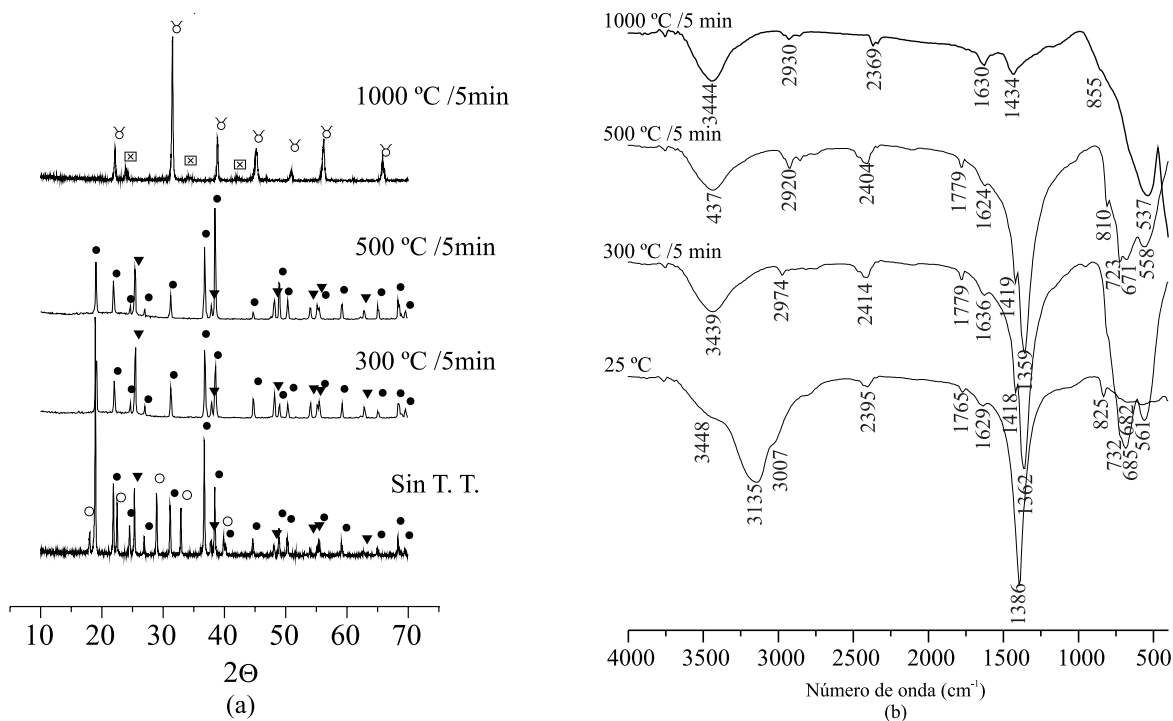 1000 ºC /5min
500 ºC /5min
300 ºC /5min
Sin T. T.
10 20 30 40 50 60 70
2Θ
(a)
1000 ºC /5 min
3444
2930
2369
1630
1434
855
537
500 ºC /5 min
437
2920
2404
1779
1624
1419
1359
810
723
671
558
300 ºC /5 min
3439
2974
2414
1779
1636
1418
1362
732
685
682
561
25 ºC
3448
3135
3007
2395
1765
1629
1386
825
4000 3500 3000 2500 2000 1500 1000 500
Número de onda (cm⁻¹)
(b)